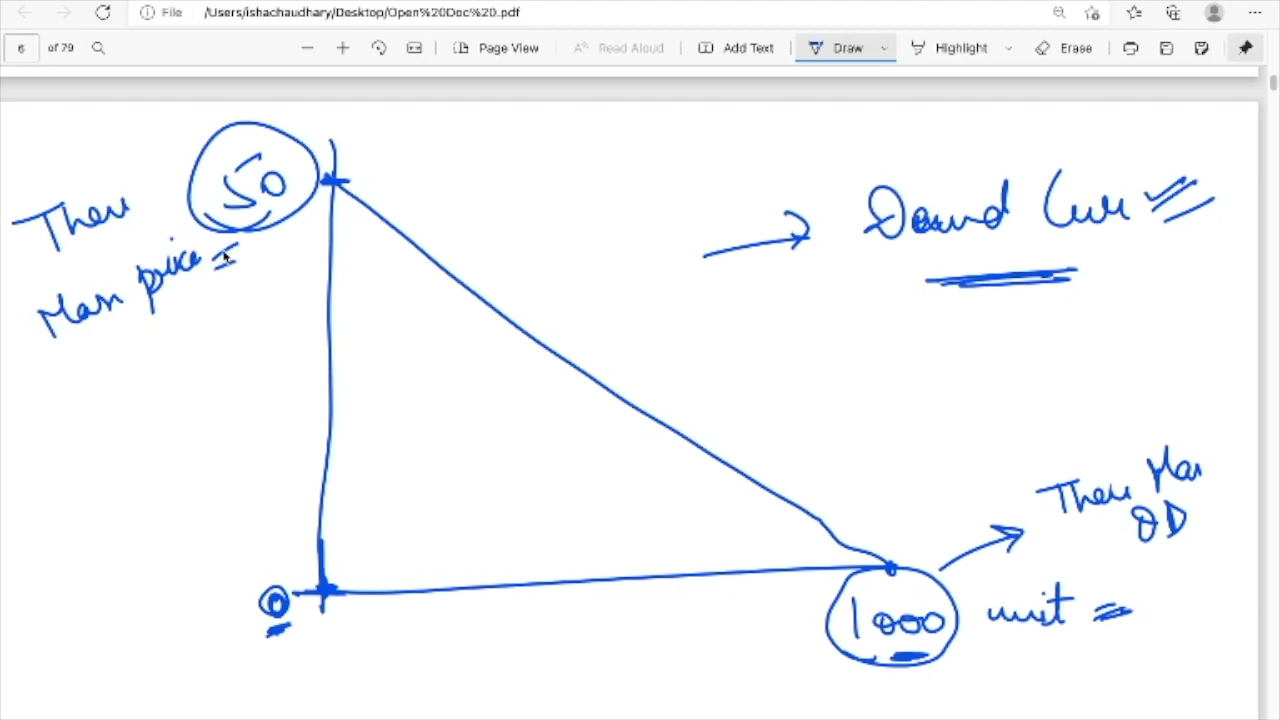 File /Users/ishachaudhary/Desktop/Open%20Doc%20.pdf
6 of 79 Page View Read Aloud Add Text Draw Highlight Erase
50
Theo
Max price
Demand Curve
Theo Max
QD
0
1000 unit